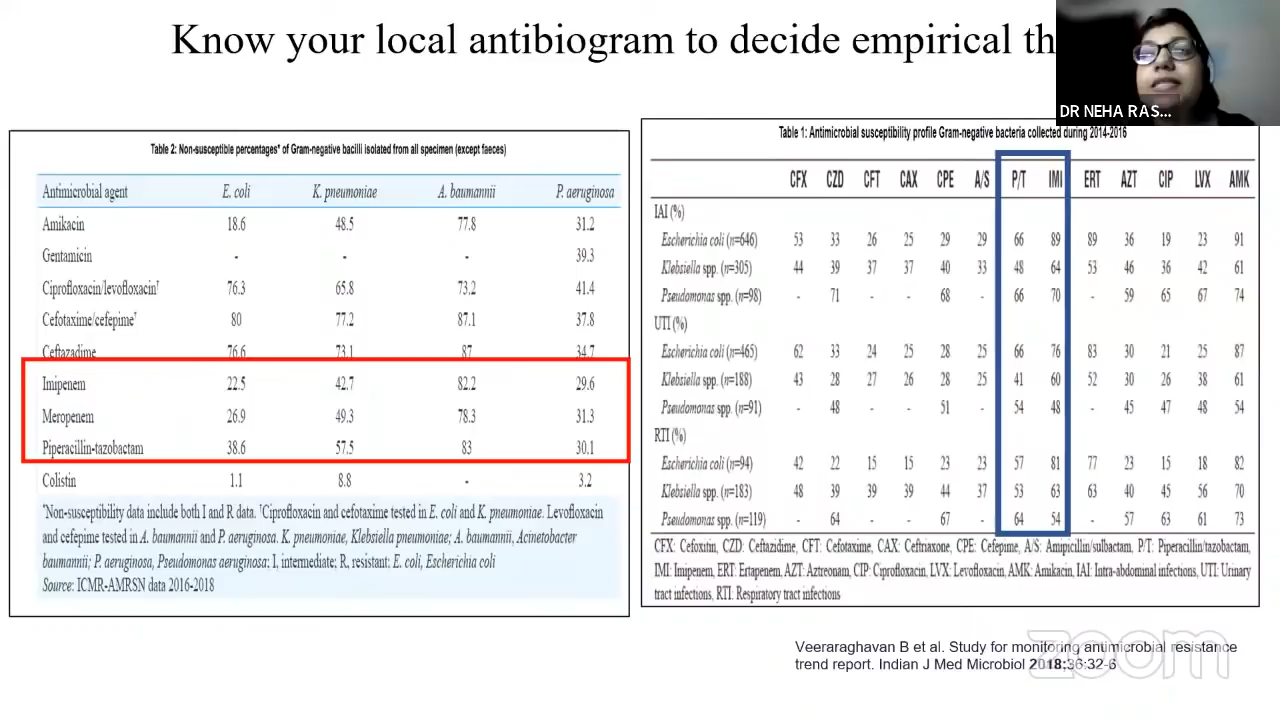 Know your local antibiogram to decide empirical th
DR NEHA RAS...
Table 2: Non-susceptible percentages* of Gram-negative bacilli isolated from all specimen (except faeces)
Antimicrobial agent E. coli K. pneumoniae A. baumannii P. aeruginosa
Amikacin 18.6 48.5 77.8 31.2
Gentamicin - - - 39.3
Ciprofloxacin/levofloxacin† 76.3 65.8 73.2 41.4
Cefotaxime/cefepime† 80 77.2 87.1 37.8
Ceftazidime 76.6 73.1 87 34.7
Imipenem 22.5 42.7 82.2 29.6
Meropenem 26.9 49.3 78.3 31.3
Piperacillin-tazobactam 38.6 57.5 83 30.1
Colistin 1.1 8.8 - 3.2
*Non-susceptibility data include both I and R data. †Ciprofloxacin and cefotaxime tested in E. coli and K. pneumoniae. Levofloxacin
and cefepime tested in A. baumannii and P. aeruginosa. K. pneumoniae, Klebsiella pneumoniae; A. baumannii, Acinetobacter
baumannii; P. aeruginosa, Pseudomonas aeruginosa; I, intermediate; R, resistant; E. coli, Escherichia coli
Source: ICMR-AMRSN data 2016-2018
Table 1: Antimicrobial susceptibility profile Gram-negative bacteria collected during 2014-2016
CFX CZD CFT CAX CPE A/S P/T IMI ERT AZT CIP LVX AMK
IAI (%)
Escherichia coli (n=646) 53 33 26 25 29 29 66 89 89 36 19 23 91
Klebsiella spp. (n=305) 44 39 37 37 40 33 48 64 53 46 36 42 61
Pseudomonas spp. (n=98) - 71 - - 68 - 66 70 - 59 65 67 74
UTI (%)
Escherichia coli (n=465) 62 33 24 25 28 25 66 76 83 30 21 25 87
Klebsiella spp. (n=188) 43 28 27 26 28 25 41 60 52 30 26 38 61
Pseudomonas spp. (n=91) - 48 - - 51 - 54 48 - 45 47 48 54
RTI (%)
Escherichia coli (n=94) 42 22 15 15 23 23 57 81 77 23 15 18 82
Klebsiella spp. (n=183) 48 39 39 39 44 37 53 63 63 40 45 56 70
Pseudomonas spp. (n=119) - 64 - - 67 - 64 54 - 57 63 61 73
CFX: Cefoxitin, CZD: Ceftazidime, CFT: Cefotaxime, CAX: Ceftriaxone, CPE: Cefepime, A/S: Amipicillin/sulbactam, P/T: Piperacillin/tazobactam,
IMI: Imipenem, ERT: Ertapenem, AZT: Aztreonam, CIP: Ciprofloxacin, LVX: Levofloxacin, AMK: Amikacin, IAI: Intra-abdominal infections, UTI: Urinary
tract infections, RTI: Respiratory tract infections
Veeraraghavan B et al. Study for monitoring antimicrobial resistance
trend report. Indian J Med Microbiol 2018;36:32-6
zoom